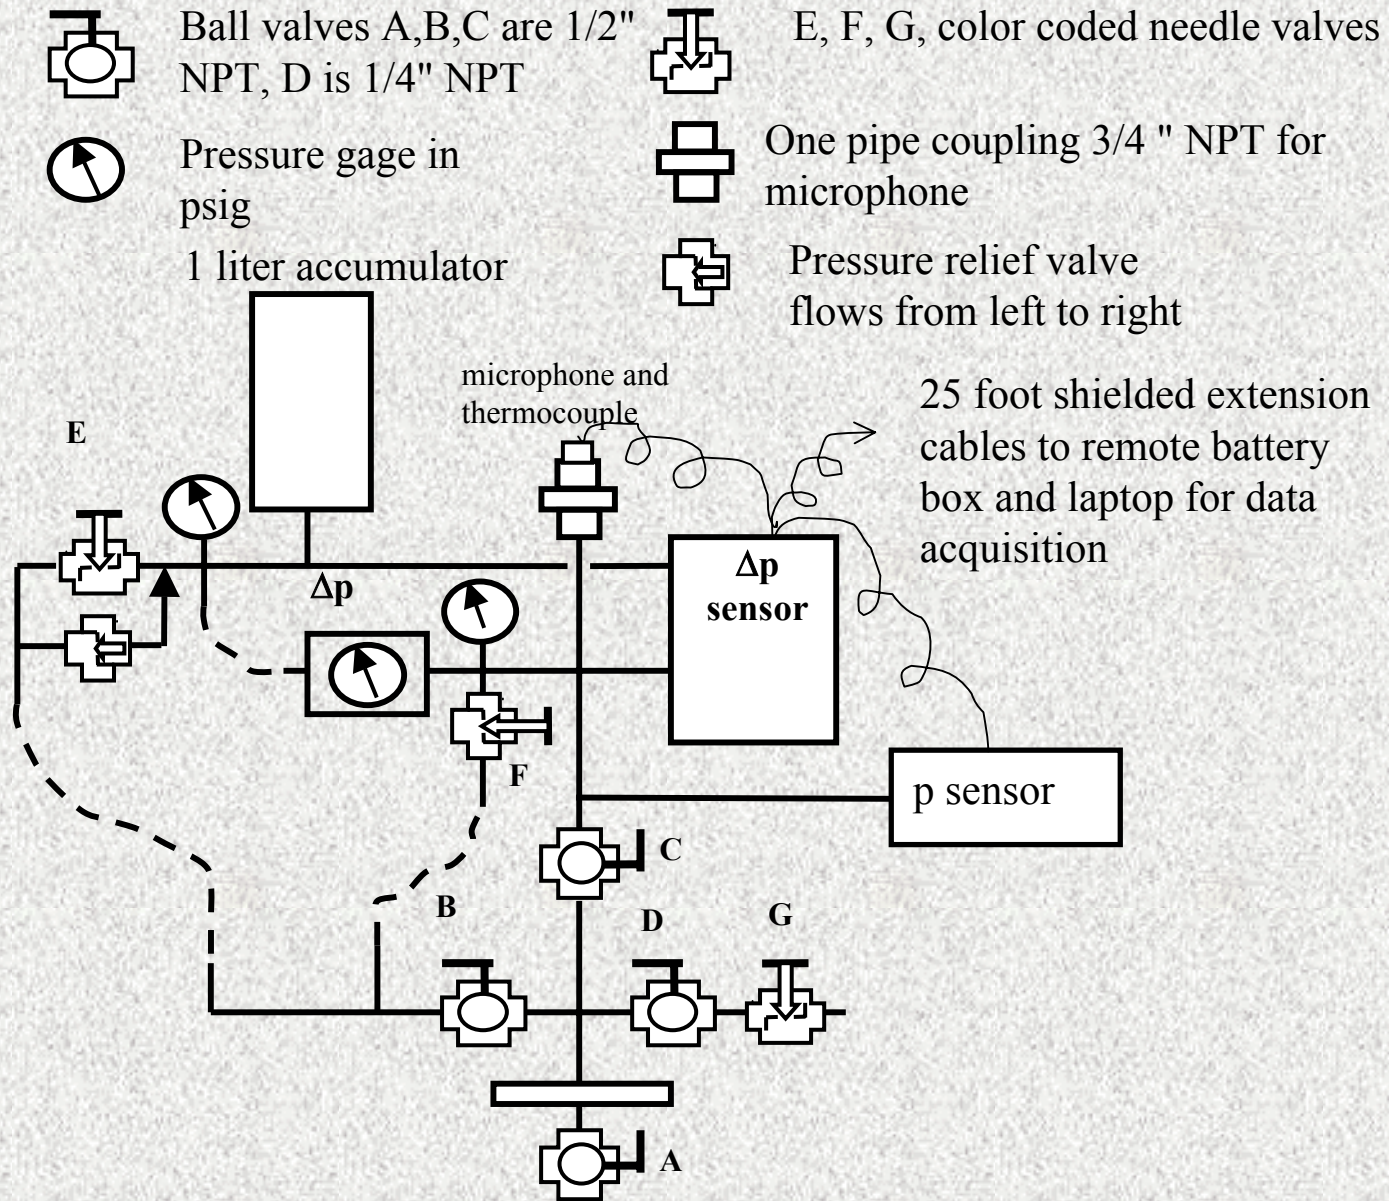 Ball valves A,B,C are 1/2"
NPT, D is 1/4" NPT
E, F, G, color coded needle valves
Pressure gage in
psig
One pipe coupling 3/4 " NPT for
microphone
1 liter accumulator
Pressure relief valve
flows from left to right
microphone and
thermocouple
25 foot shielded extension
cables to remote battery
box and laptop for data
acquisition
E
Δp
Δp
sensor
F
p sensor
C
B
D
G
A